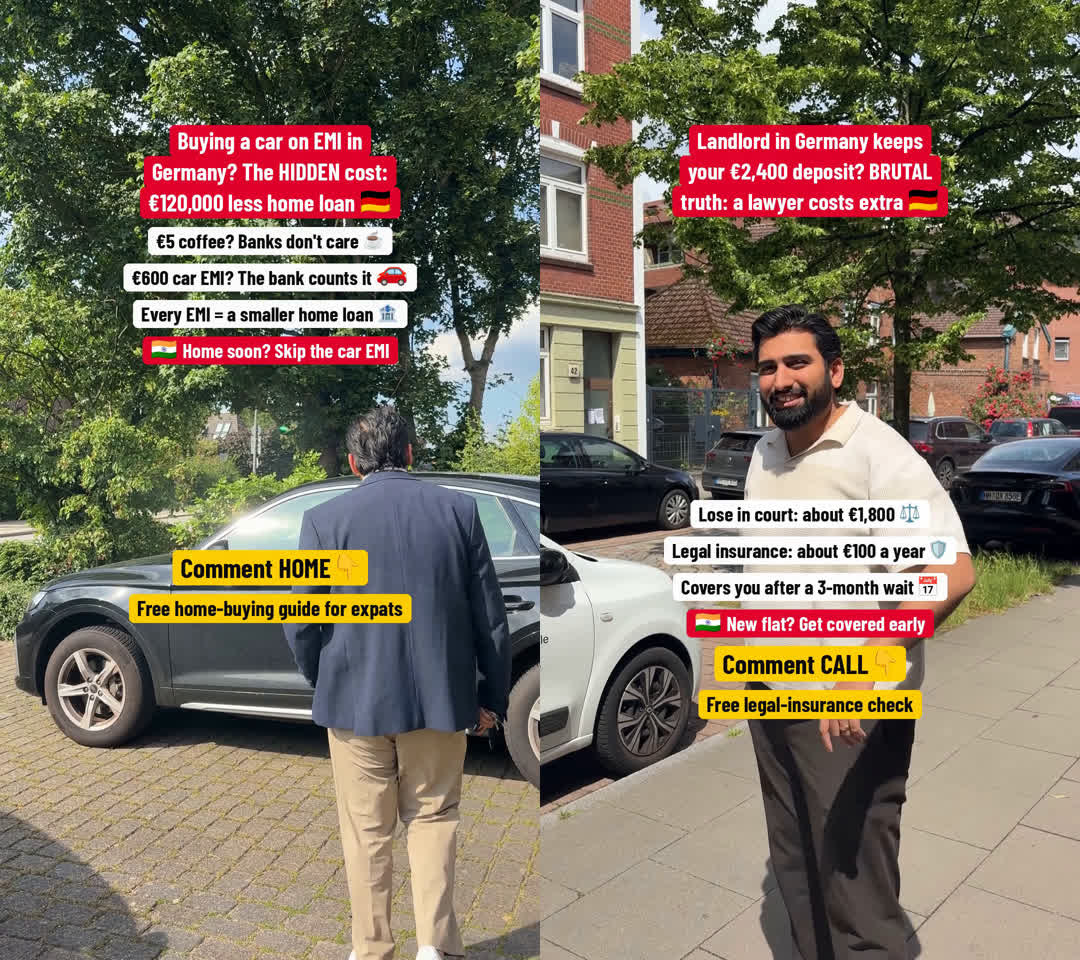 Buying a car on EMI in
Germany? The HIDDEN cost:
€120,000 less home loan 🇩🇪
€5 coffee? Banks don't care ☕
€600 car EMI? The bank counts it 🚗
Every EMI = a smaller home loan 🏦
🇮🇳 Home soon? Skip the car EMI
Comment HOME 👇
Free home-buying guide for expats
Landlord in Germany keeps
your €2,400 deposit? BRUTAL
truth: a lawyer costs extra 🇩🇪
42
Lose in court: about €1,800 ⚖️
Legal insurance: about €100 a year 🛡️
Covers you after a 3-month wait 📅
🇮🇳 New flat? Get covered early
Comment CALL 👇
Free legal-insurance check